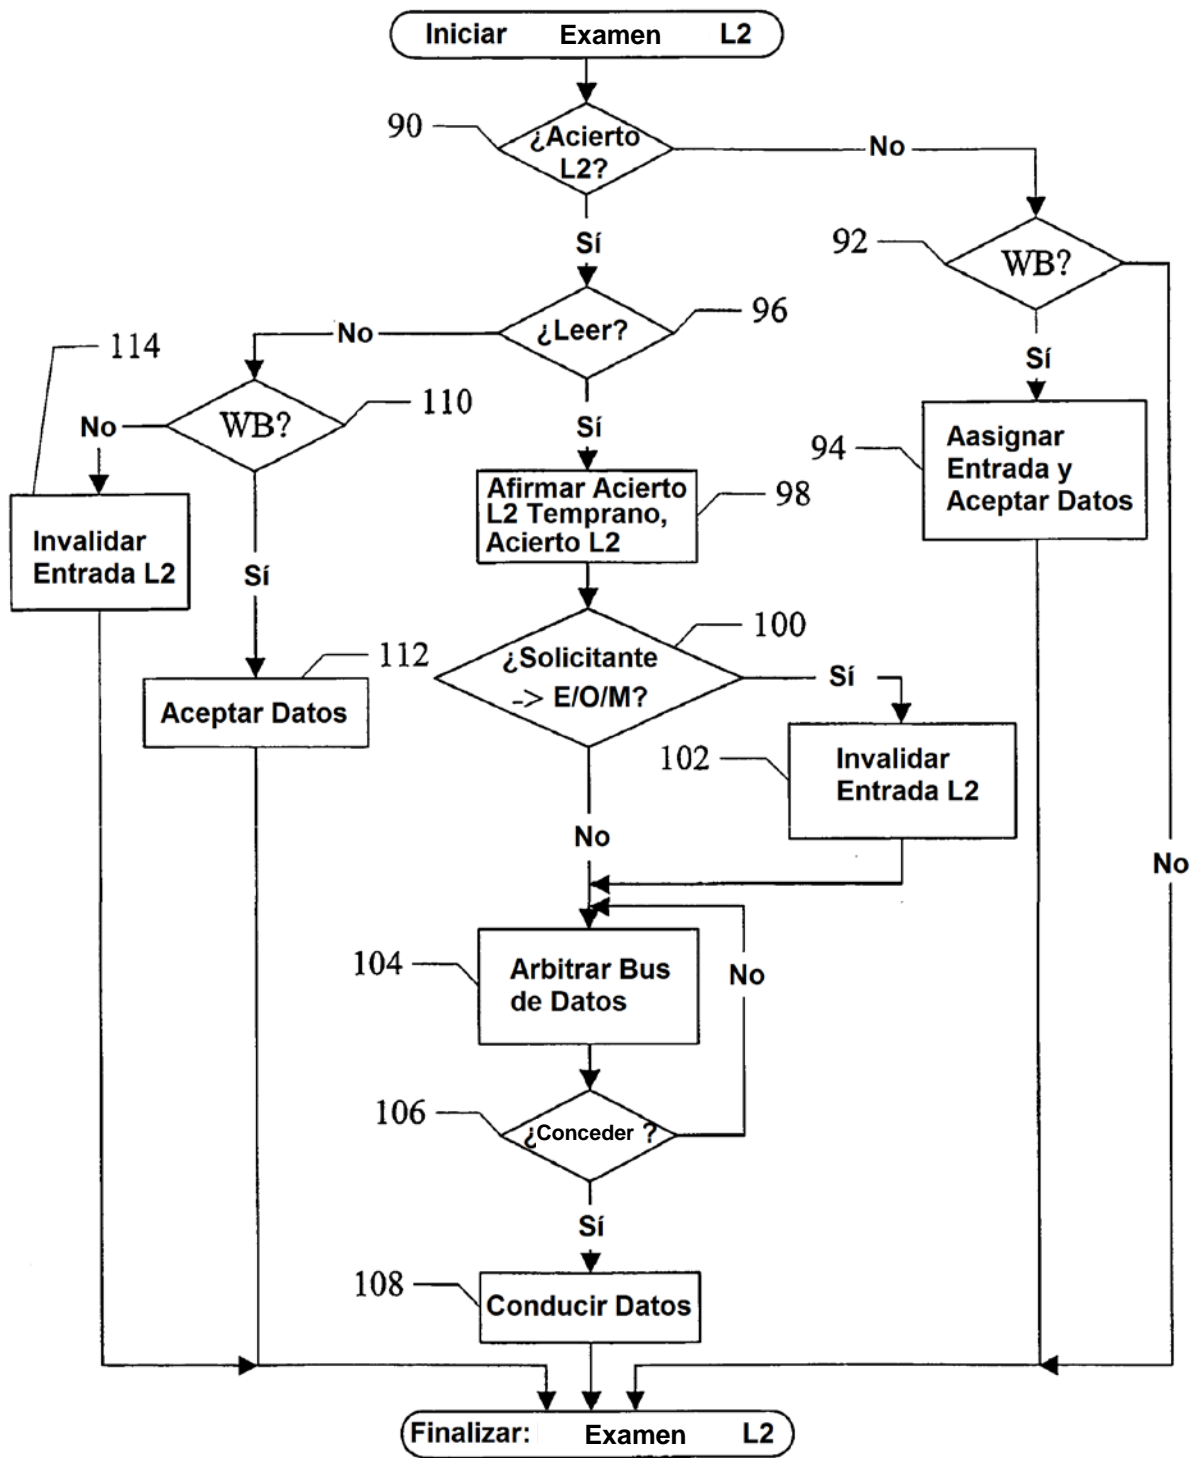 Iniciar Examen L2
90
¿Acierto
L2?
No
Sí
92
WB?
96
¿Leer?
No
114
Sí
110
WB?
No
Sí
94
Aasignar
Entrada y
Aceptar Datos
98
Afirmar Acierto
L2 Temprano,
Acierto L2
Invalidar
Entrada L2
Sí
100
¿Solicitante
-> E/O/M?
Sí
112
Aceptar Datos
102
Invalidar
Entrada L2
No
No
104
Arbitrar Bus
de Datos
No
106
¿Conceder ?
Sí
108
Conducir Datos
Finalizar: Examen L2